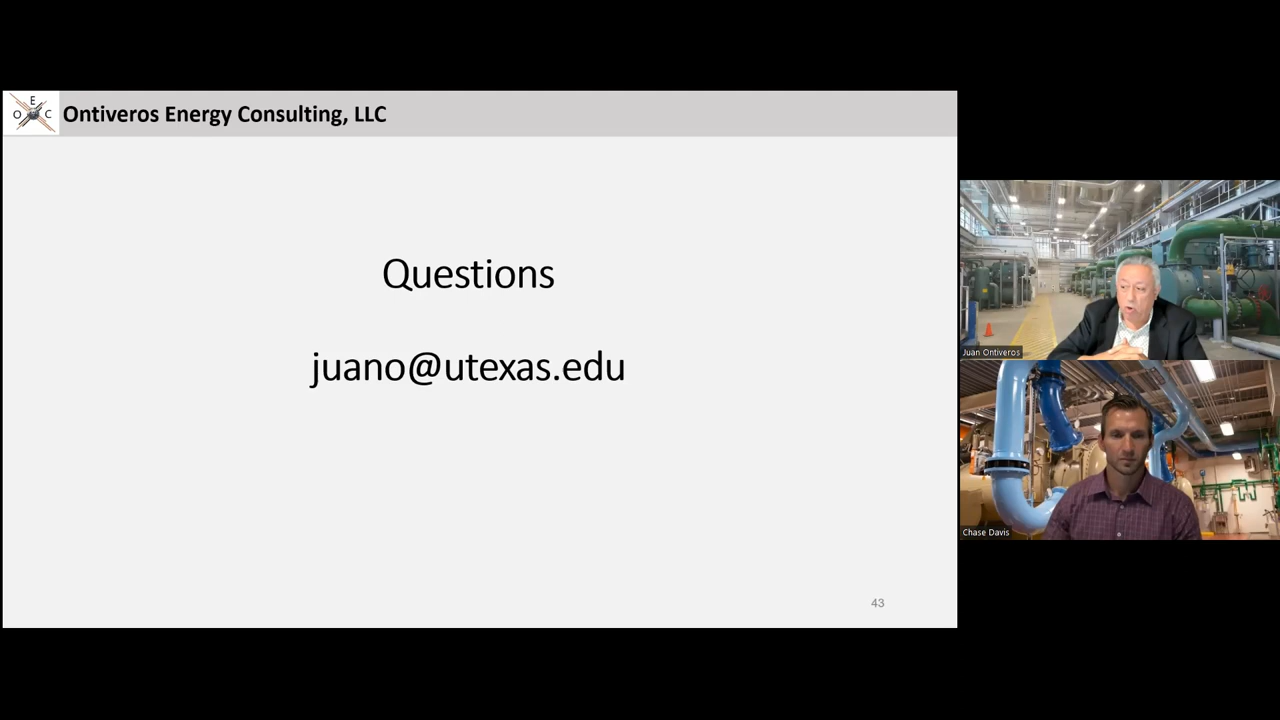 E
O C
Ontiveros Energy Consulting, LLC
Questions
juano@utexas.edu
43
Juan Ontiveros
Chase Davis